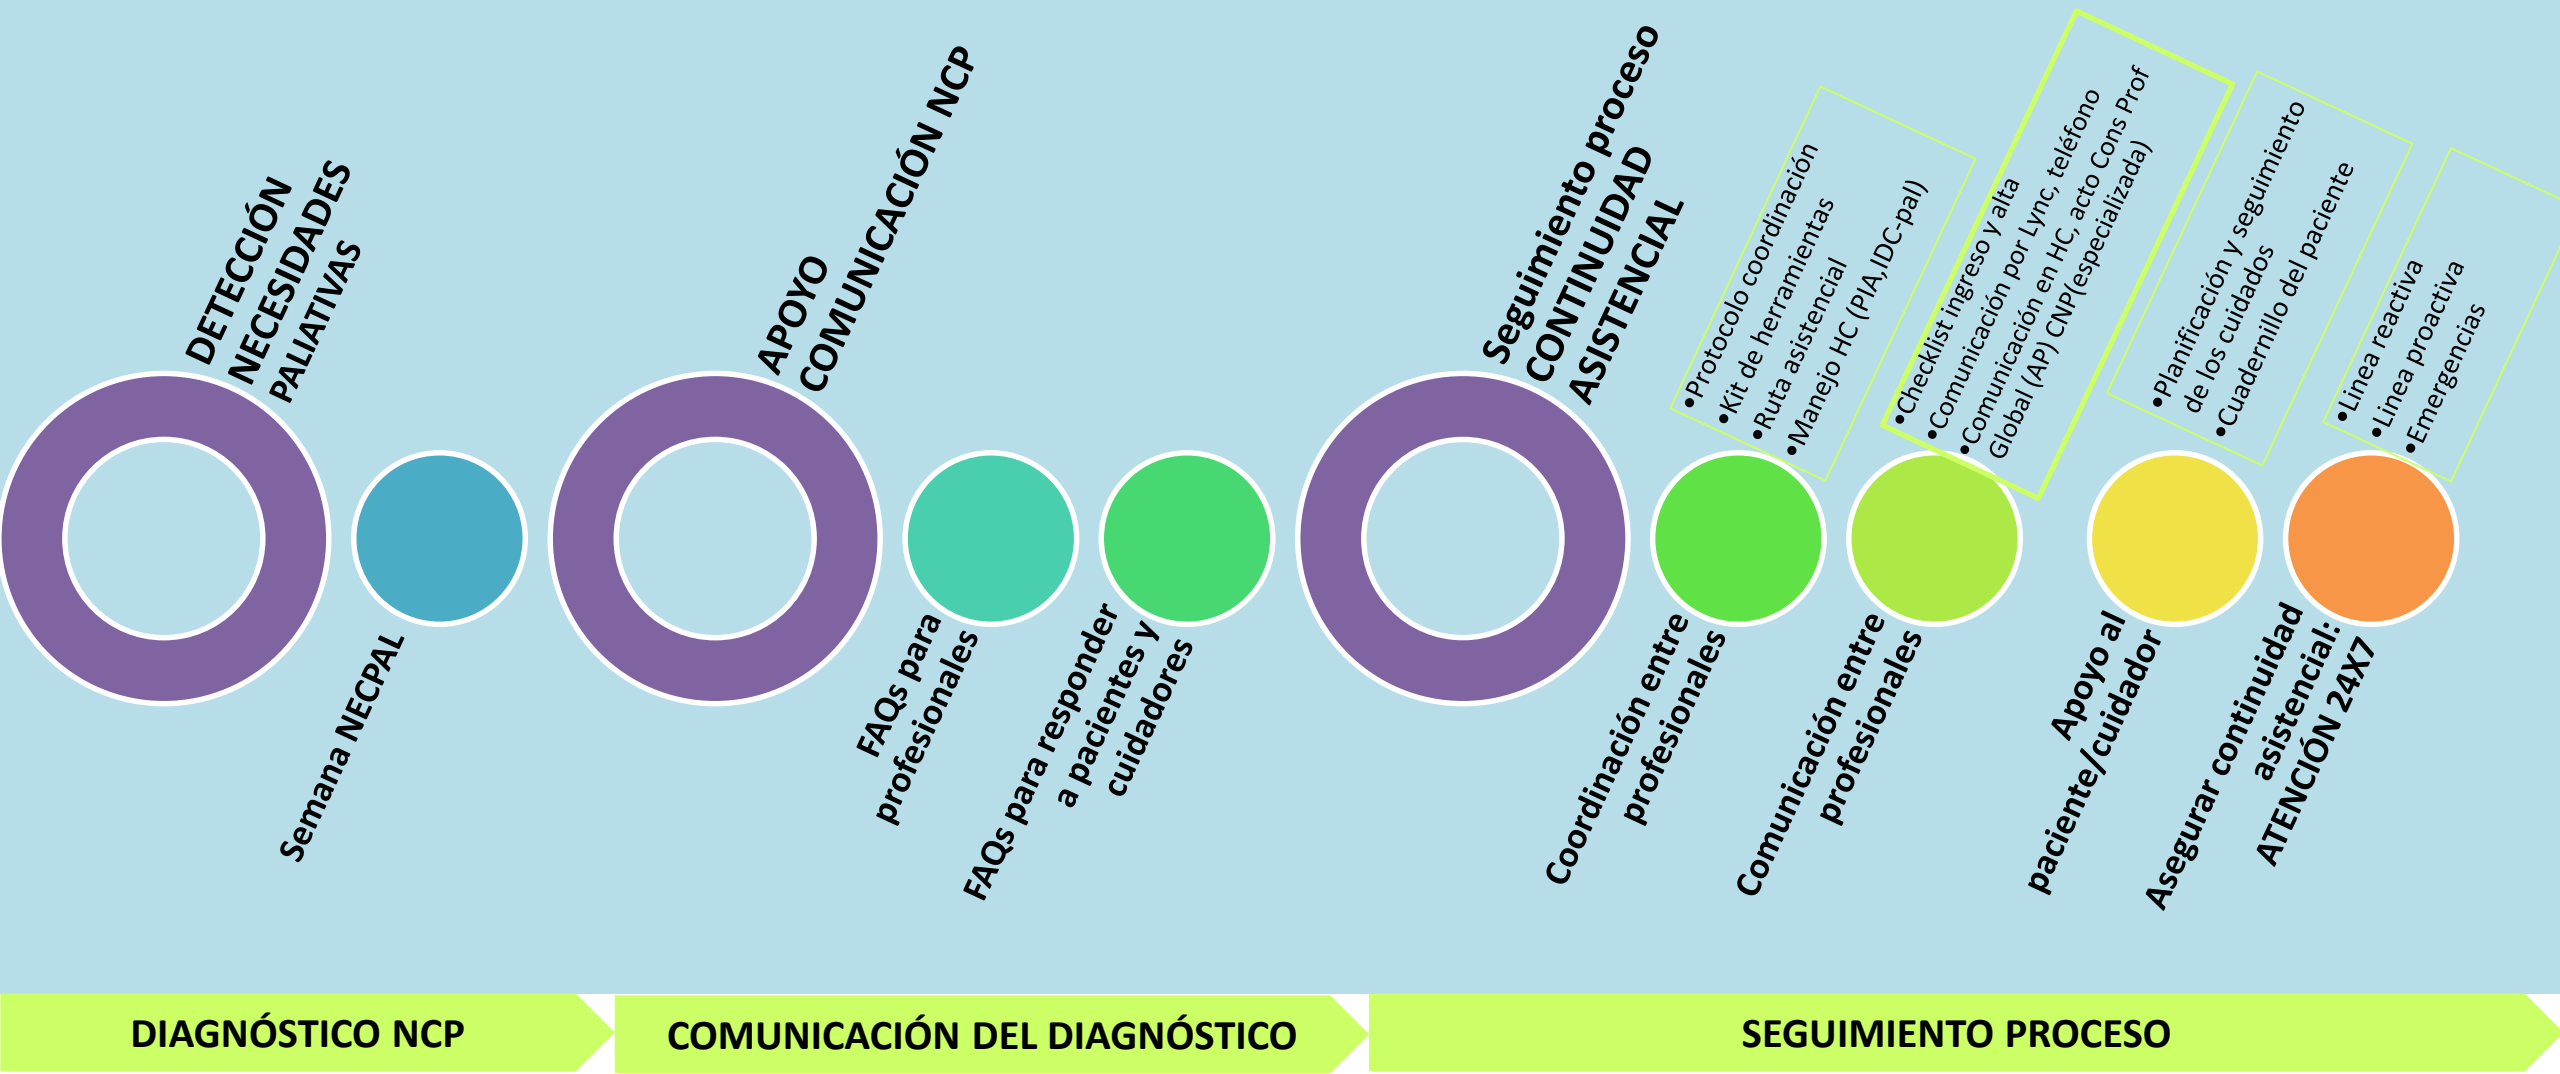 DETECCIÓN
NECESIDADES
PALIATIVAS
Semana NECPAL
APOYO
COMUNICACIÓN NCP
FAQs para
profesionales
FAQs para responder
a pacientes y
cuidadores
Seguimiento proceso
CONTINUIDAD
ASISTENCIAL
•Protocolo coordinación
•Kit de herramientas
•Ruta asistencial
•Manejo HC (PIA,IDC-pal)
Coordinación entre
profesionales
•Checklist ingreso y alta
•Comunicación por Lync, teléfono
•Comunicación en HC, acto Cons Prof
Global (AP) CNP(especializada)
Comunicación entre
profesionales
•Planificación y seguimiento
de los cuidados
•Cuadernillo del paciente
Apoyo al
paciente/cuidador
•Linea reactiva
•Linea proactiva
•Emergencias
Asegurar continuidad
asistencial:
ATENCIÓN 24X7
DIAGNÓSTICO NCP
COMUNICACIÓN DEL DIAGNÓSTICO
SEGUIMIENTO PROCESO